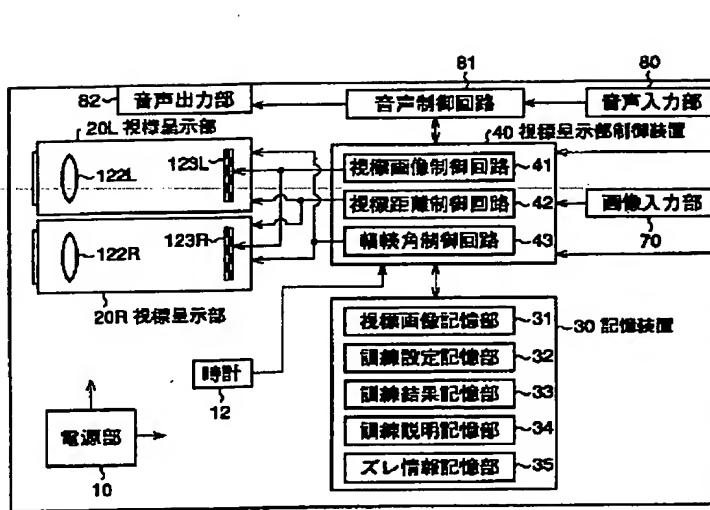 81
80
82
音声出力部
音声制御回路
音声入力部
20L 視標呈示部
40 視標呈示部制御装置
123L
122L
視標画像制御回路
41
視標距離制御回路
42
画像入力部
70
123R
122R
輻輳角制御回路
43
20R 視標呈示部
視標画像記憶部
31
30 記憶装置
訓練設定記憶部
32
時計
12
訓練結果記憶部
33
訓練説明記憶部
34
電源部
10
ズレ情報記憶部
35